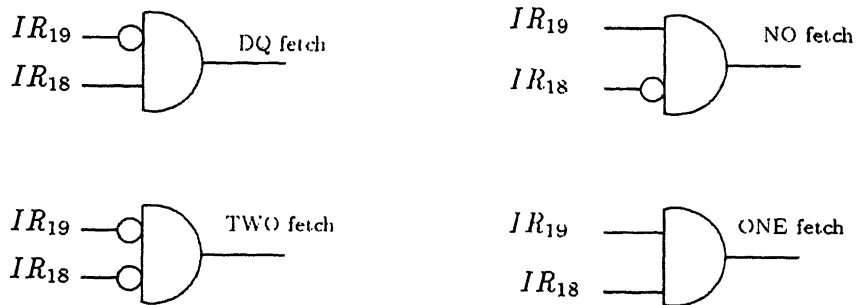 IR19 DQ fetch
IR18
IR19 NO fetch
IR18
IR19 TWO fetch
IR18
IR19 ONE fetch
IR18